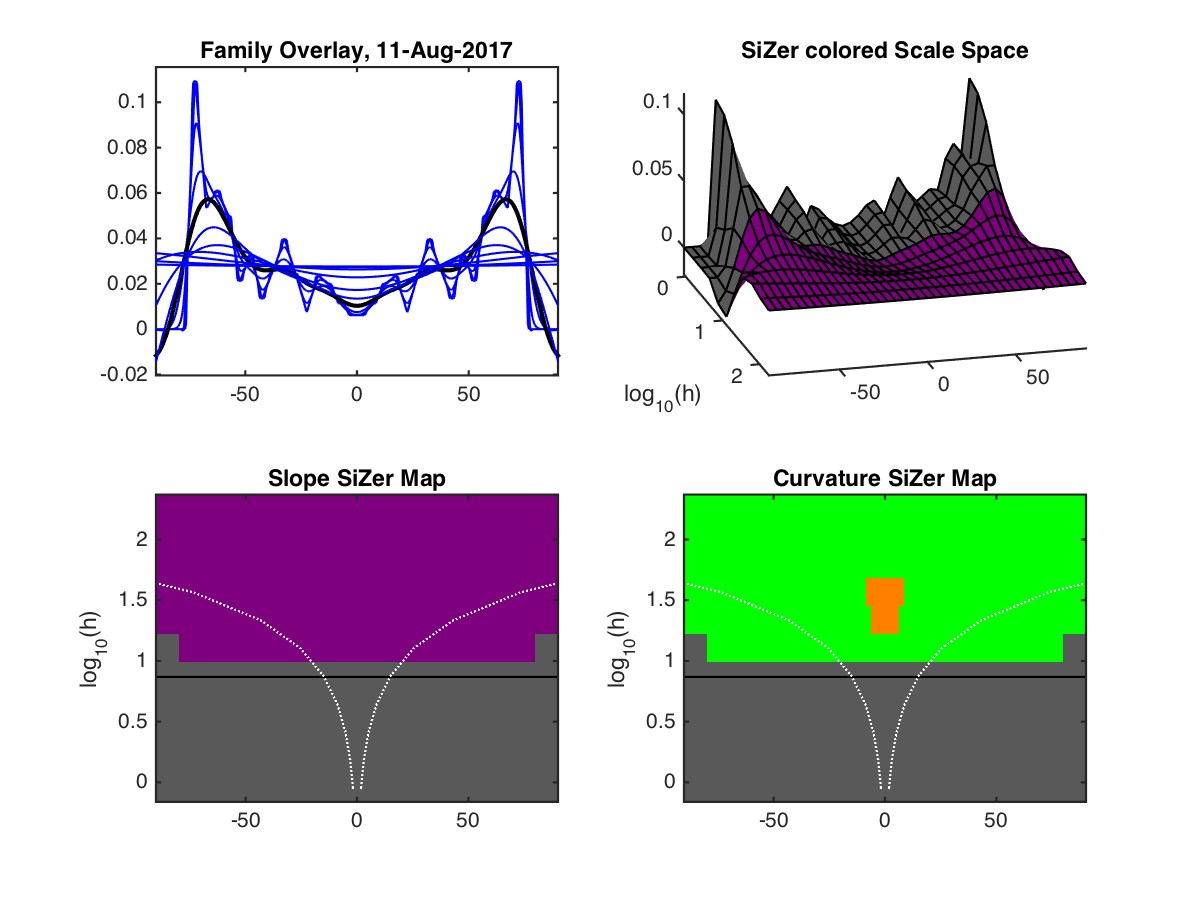 Family Overlay, 11-Aug-2017
0.1
0.08
0.06
0.04
0.02
0
-0.02
-50 0 50
SiZer colored Scale Space
0.1
0.05
0
0
1
2
log10(h)
-50 0 50
Slope SiZer Map
2
1.5
1
0.5
0
log10(h)
-50 0 50
Curvature SiZer Map
2
1.5
1
0.5
0
log10(h)
-50 0 50